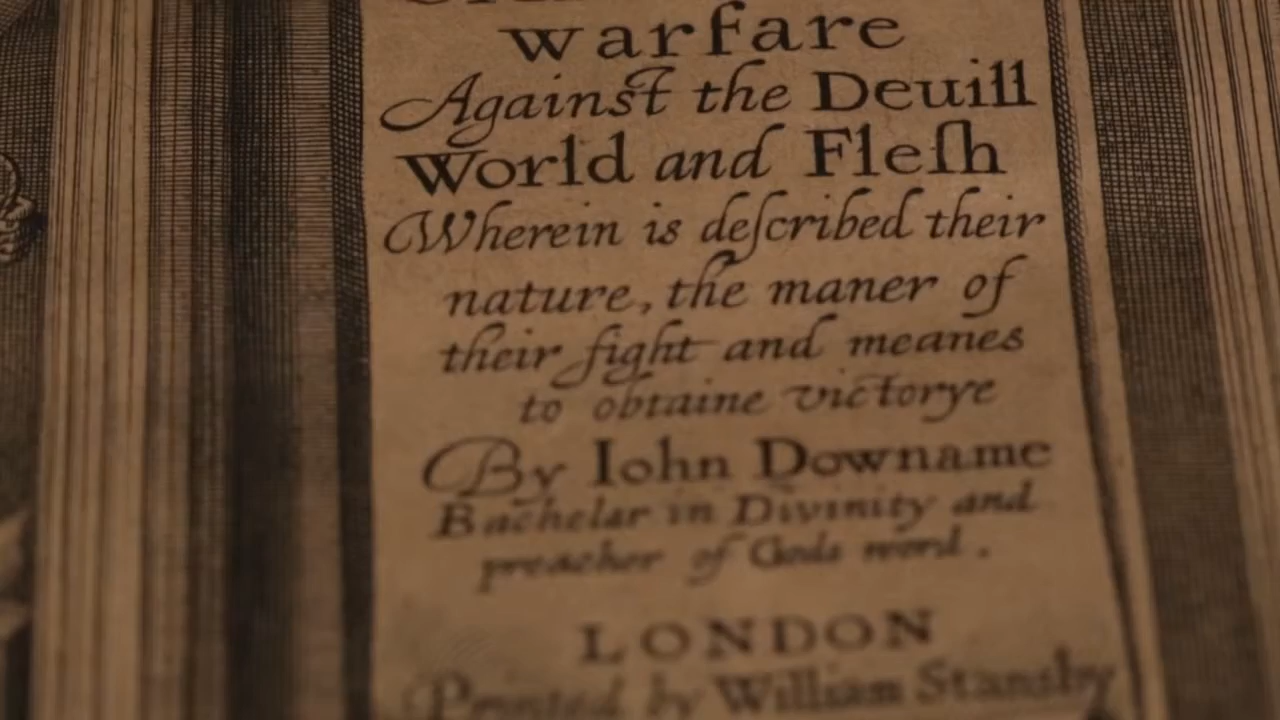 warfare
Against the Deuill
World and Fleſh
Wherein is deſcribed their
nature, the maner of
their fight and meanes
to obtaine victorye
By Iohn Downame
Bachelar in Divinity and
preacher of Gods word.
LONDON
Printed by William Stansby